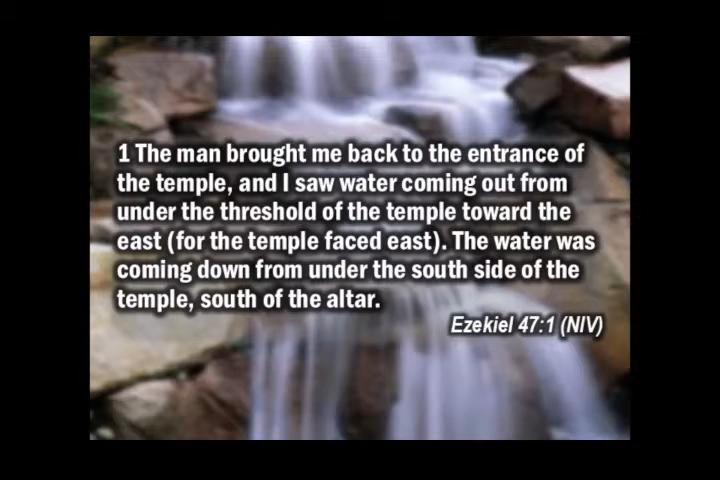 1 The man brought me back to the entrance of
the temple, and I saw water coming out from
under the threshold of the temple toward the
east (for the temple faced east). The water was
coming down from under the south side of the
temple, south of the altar.
Ezekiel 47:1 (NIV)